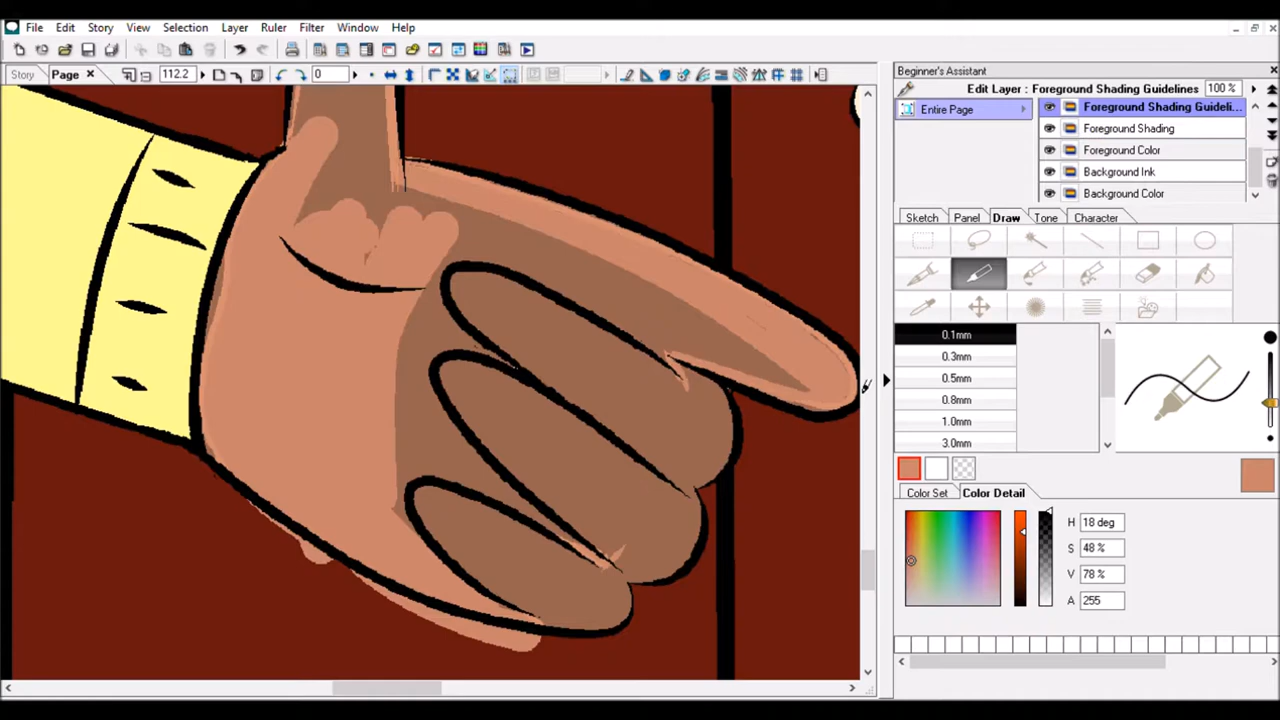 File Edit Story View Selection Layer Ruler Filter Window Help
Story Page 112.2 0
Beginner's Assistant
Edit Layer : Foreground Shading Guidelines 100 %
Entire Page
Foreground Shading Guideli...
Foreground Shading
Foreground Color
Background Ink
Background Color
Sketch Panel Draw Tone Character
0.1mm
0.3mm
0.5mm
0.8mm
1.0mm
3.0mm
Color Set Color Detail
H 18 deg
S 48 %
V 78 %
A 255